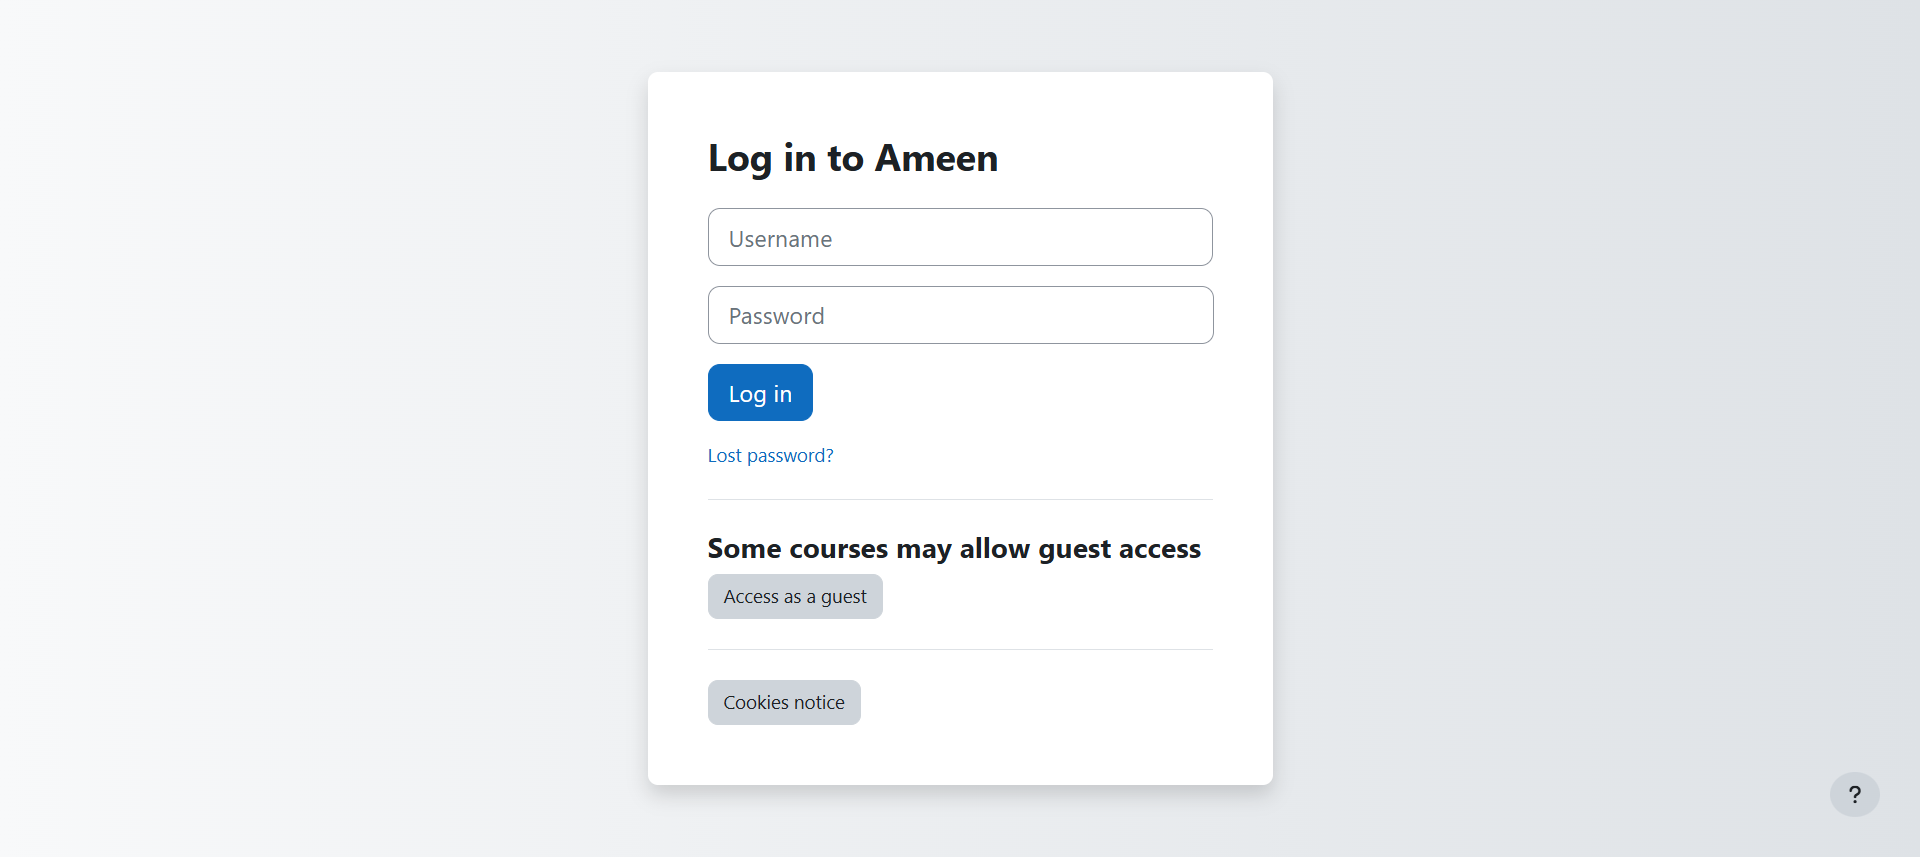 Log in to Ameen
Username
Password
Log in
Lost password?
Some courses may allow guest access
Access as a guest
Cookies notice
?